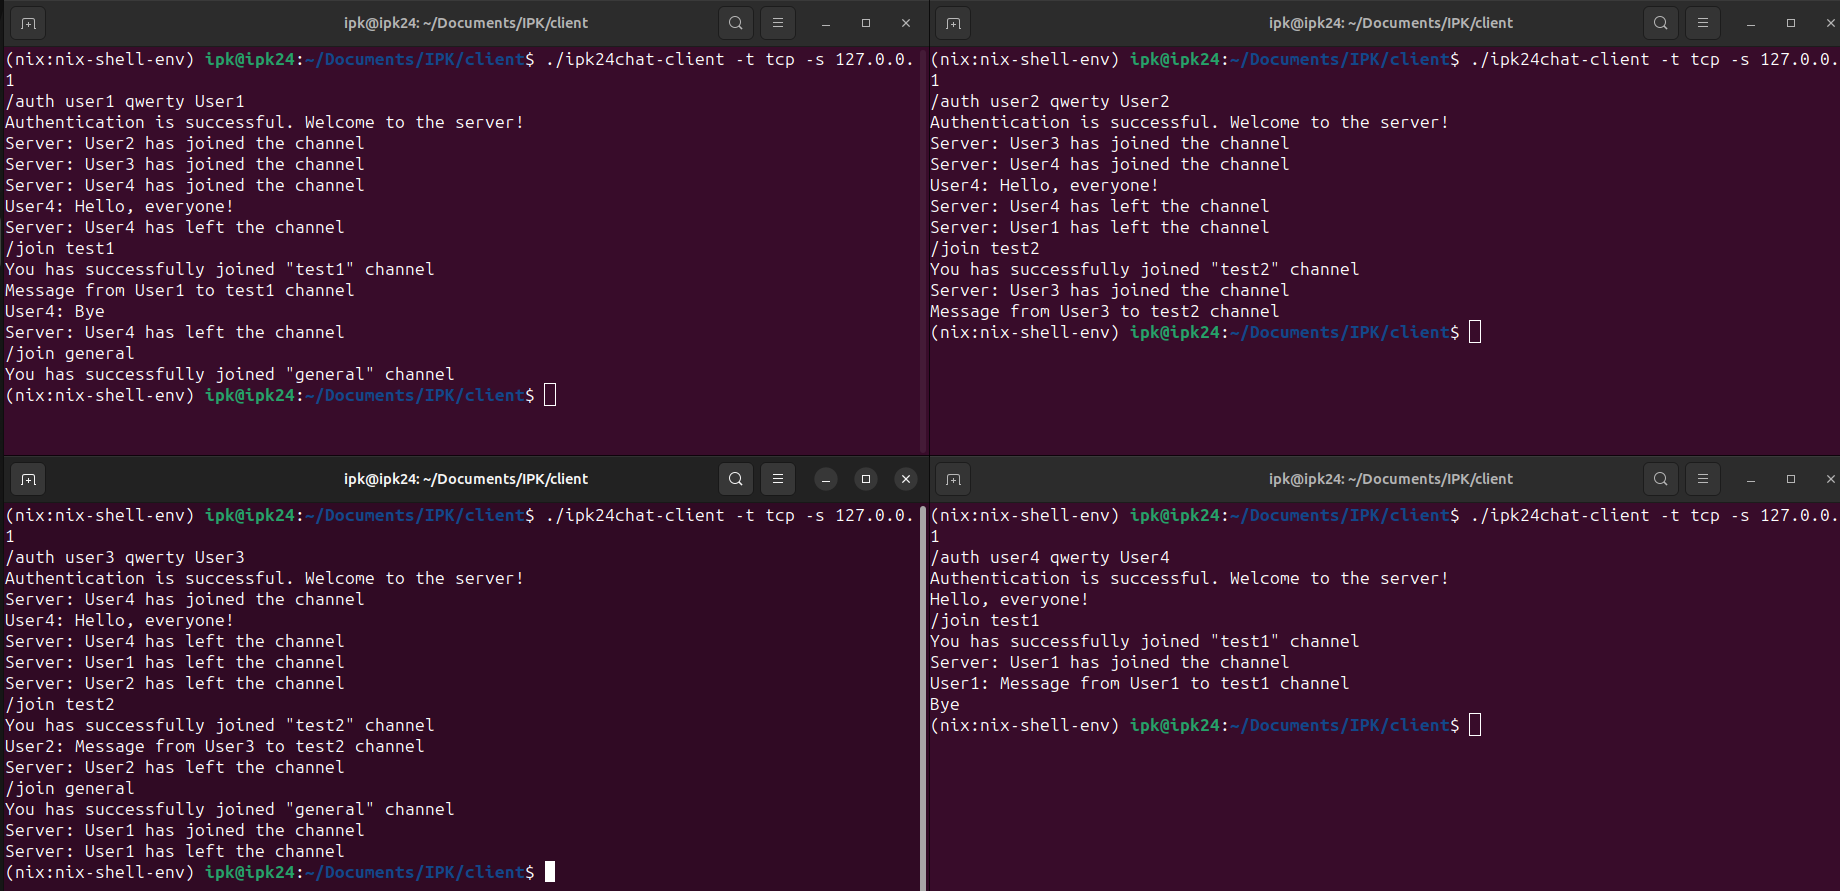 ipk@ipk24: ~/Documents/IPK/client
(nix:nix-shell-env) ipk@ipk24:~/Documents/IPK/client$ ./ipk24chat-client -t tcp -s 127.0.0.
1
/auth user1 qwerty User1
Authentication is successful. Welcome to the server!
Server: User2 has joined the channel
Server: User3 has joined the channel
Server: User4 has joined the channel
User4: Hello, everyone!
Server: User4 has left the channel
/join test1
You has successfully joined "test1" channel
Message from User1 to test1 channel
User4: Bye
Server: User4 has left the channel
/join general
You has successfully joined "general" channel
(nix:nix-shell-env) ipk@ipk24:~/Documents/IPK/client$
ipk@ipk24: ~/Documents/IPK/client
(nix:nix-shell-env) ipk@ipk24:~/Documents/IPK/client$ ./ipk24chat-client -t tcp -s 127.0.0.
1
/auth user2 qwerty User2
Authentication is successful. Welcome to the server!
Server: User3 has joined the channel
Server: User4 has joined the channel
User4: Hello, everyone!
Server: User4 has left the channel
Server: User1 has left the channel
/join test2
You has successfully joined "test2" channel
Server: User3 has joined the channel
Message from User3 to test2 channel
(nix:nix-shell-env) ipk@ipk24:~/Documents/IPK/client$
ipk@ipk24: ~/Documents/IPK/client
(nix:nix-shell-env) ipk@ipk24:~/Documents/IPK/client$ ./ipk24chat-client -t tcp -s 127.0.0.
1
/auth user3 qwerty User3
Authentication is successful. Welcome to the server!
Server: User4 has joined the channel
User4: Hello, everyone!
Server: User4 has left the channel
Server: User1 has left the channel
Server: User2 has left the channel
/join test2
You has successfully joined "test2" channel
User2: Message from User3 to test2 channel
Server: User2 has left the channel
/join general
You has successfully joined "general" channel
Server: User1 has joined the channel
Server: User1 has left the channel
(nix:nix-shell-env) ipk@ipk24:~/Documents/IPK/client$
ipk@ipk24: ~/Documents/IPK/client
(nix:nix-shell-env) ipk@ipk24:~/Documents/IPK/client$ ./ipk24chat-client -t tcp -s 127.0.0.
1
/auth user4 qwerty User4
Authentication is successful. Welcome to the server!
Hello, everyone!
/join test1
You has successfully joined "test1" channel
Server: User1 has joined the channel
User1: Message from User1 to test1 channel
Bye
(nix:nix-shell-env) ipk@ipk24:~/Documents/IPK/client$